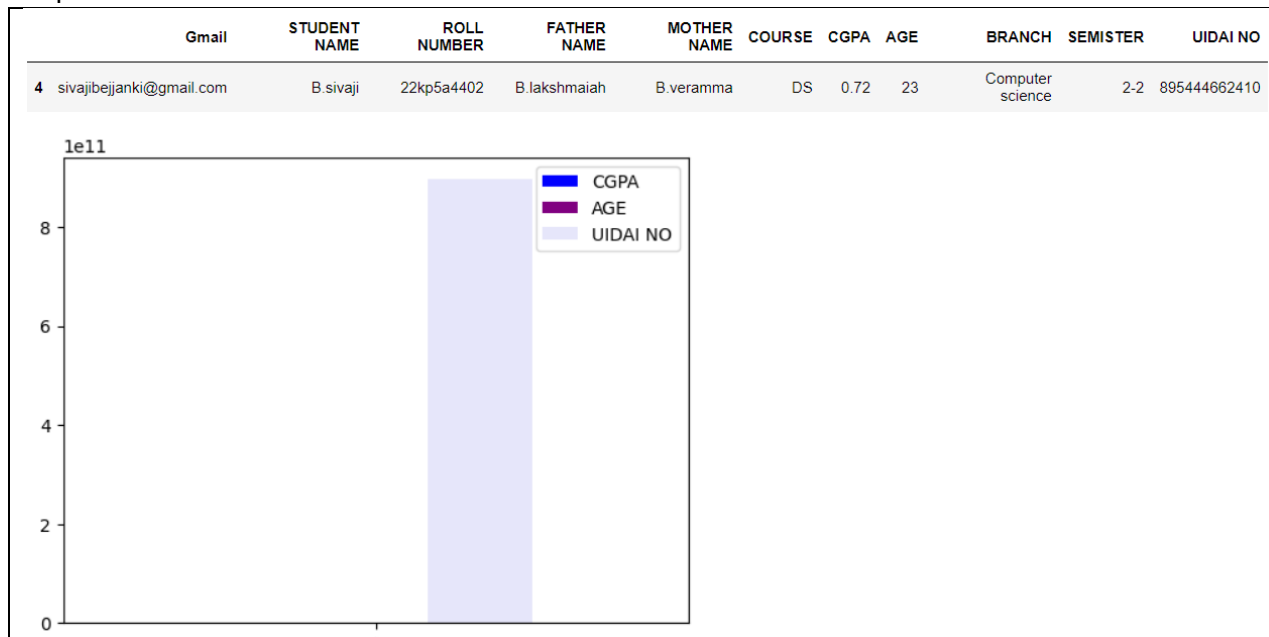 Gmail STUDENT NAME ROLL NUMBER FATHER NAME MOTHER NAME COURSE CGPA AGE BRANCH SEMISTER UIDAI NO
4 sivajibejjanki@gmail.com B.sivaji 22kp5a4402 B.lakshmaiah B.veramma DS 0.72 23 Computer science 2-2 895444662410
1e11
CGPA
AGE
UIDAI NO
8
6
4
2
0